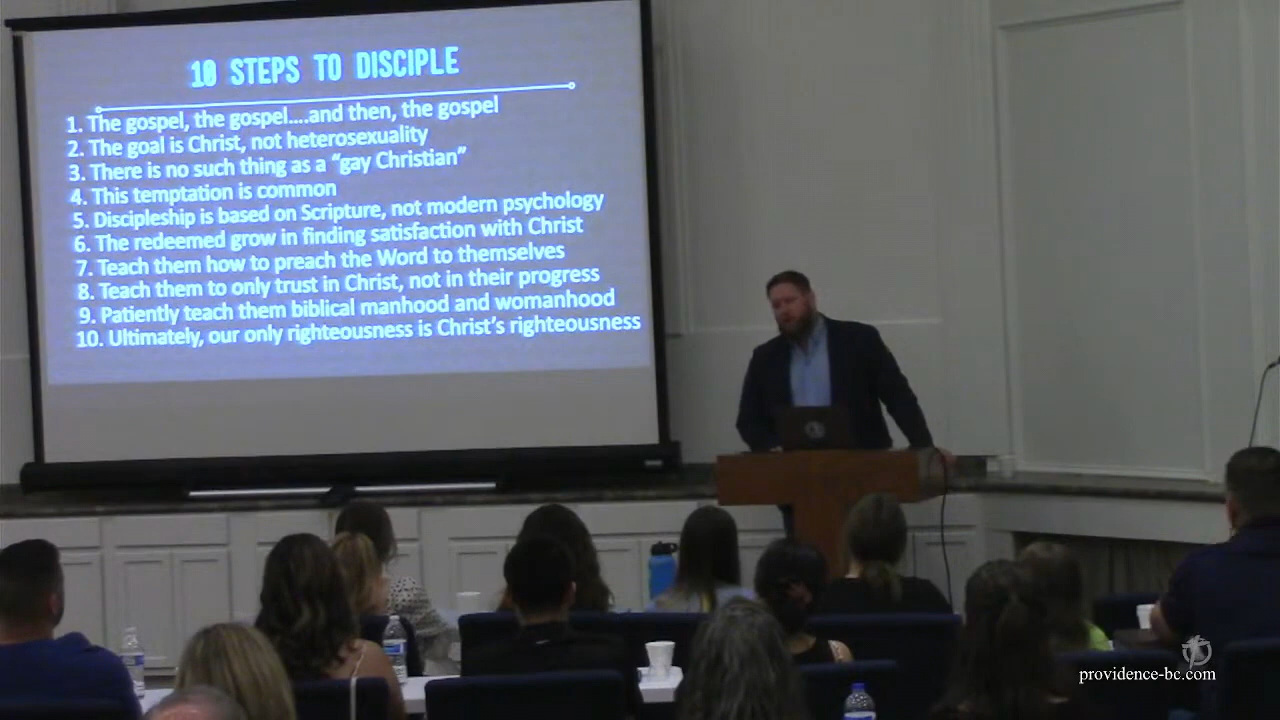 10 STEPS TO DISCIPLE
1. The gospel, the gospel....and then, the gospel
2. The goal is Christ, not heterosexuality
3. There is no such thing as a “gay Christian”
4. This temptation is common
5. Discipleship is based on Scripture, not modern psychology
6. The redeemed grow in finding satisfaction with Christ
7. Teach them how to preach the Word to themselves
8. Teach them to only trust in Christ, not in their progress
9. Patiently teach them biblical manhood and womanhood
10. Ultimately, our only righteousness is Christ’s righteousness
providence-bc.com